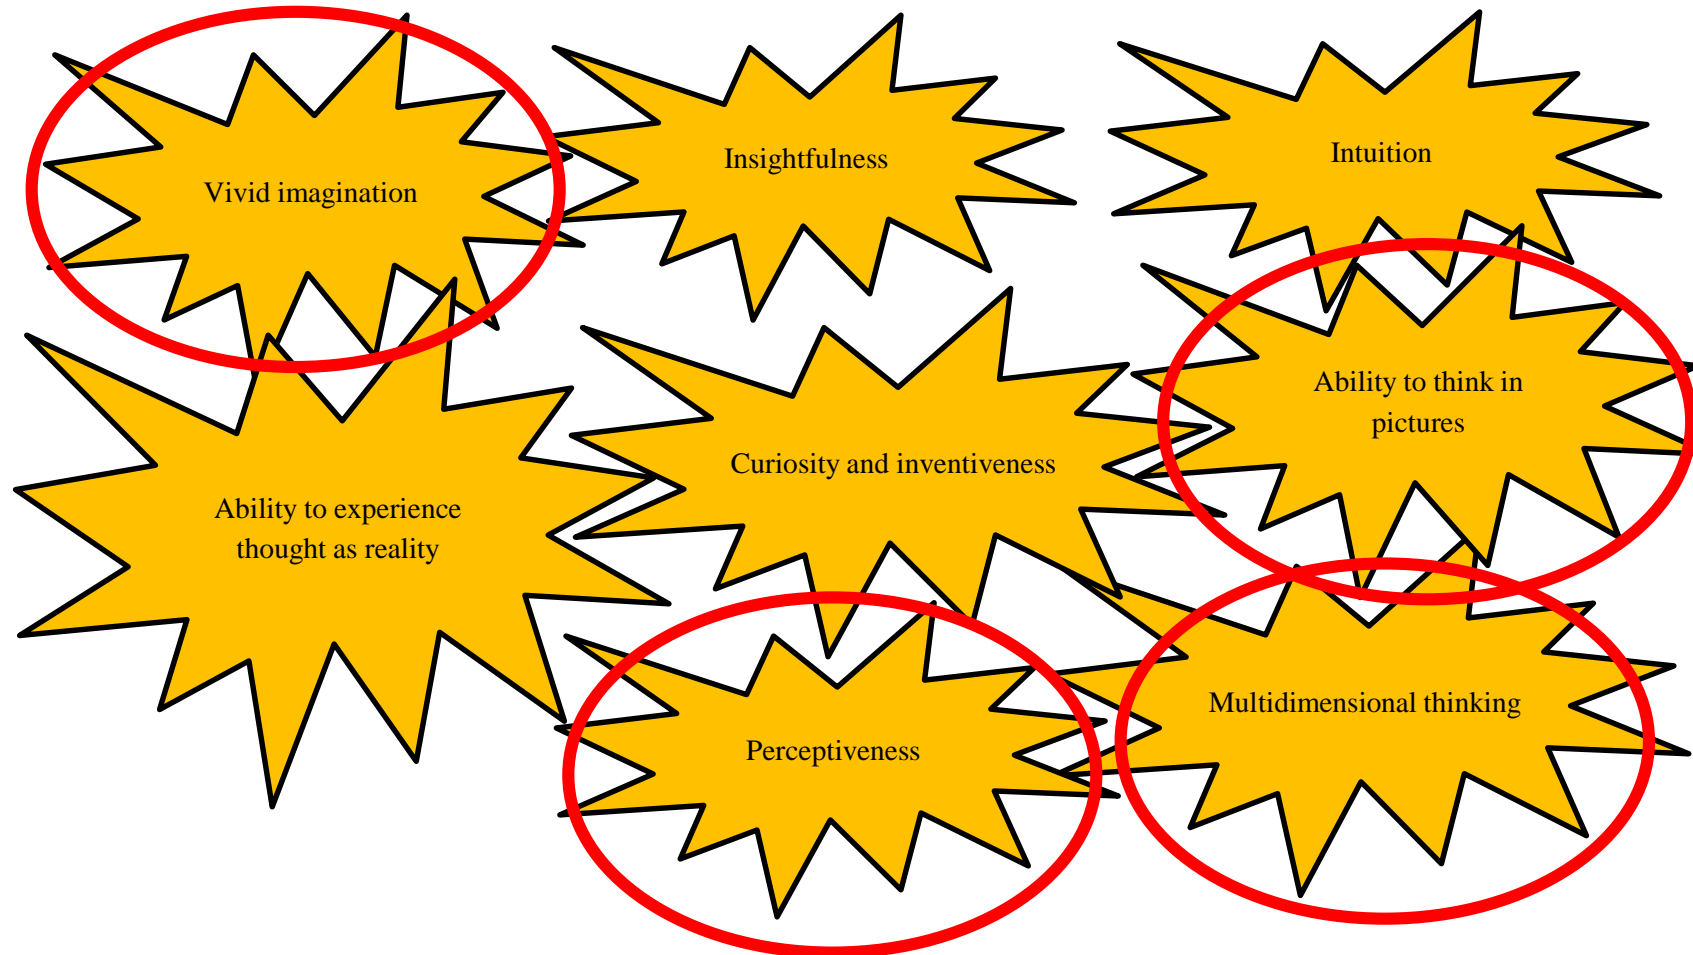 Vivid imagination
Insightfulness
Intuition
Ability to experience
thought as reality
Curiosity and inventiveness
Ability to think in
pictures
Perceptiveness
Multidimensional thinking